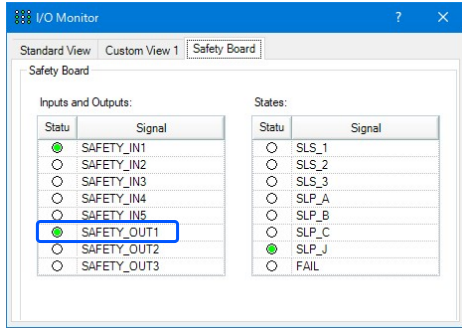 I/O Monitor ? ×
Standard View Custom View 1 Safety Board
Safety Board
Inputs and Outputs: States:
Statu Signal Statu Signal
SAFETY_IN1 SLS_1
SAFETY_IN2 SLS_2
SAFETY_IN3 SLS_3
SAFETY_IN4 SLP_A
SAFETY_IN5 SLP_B
SAFETY_OUT1 SLP_C
SAFETY_OUT2 SLP_J
SAFETY_OUT3 FAIL